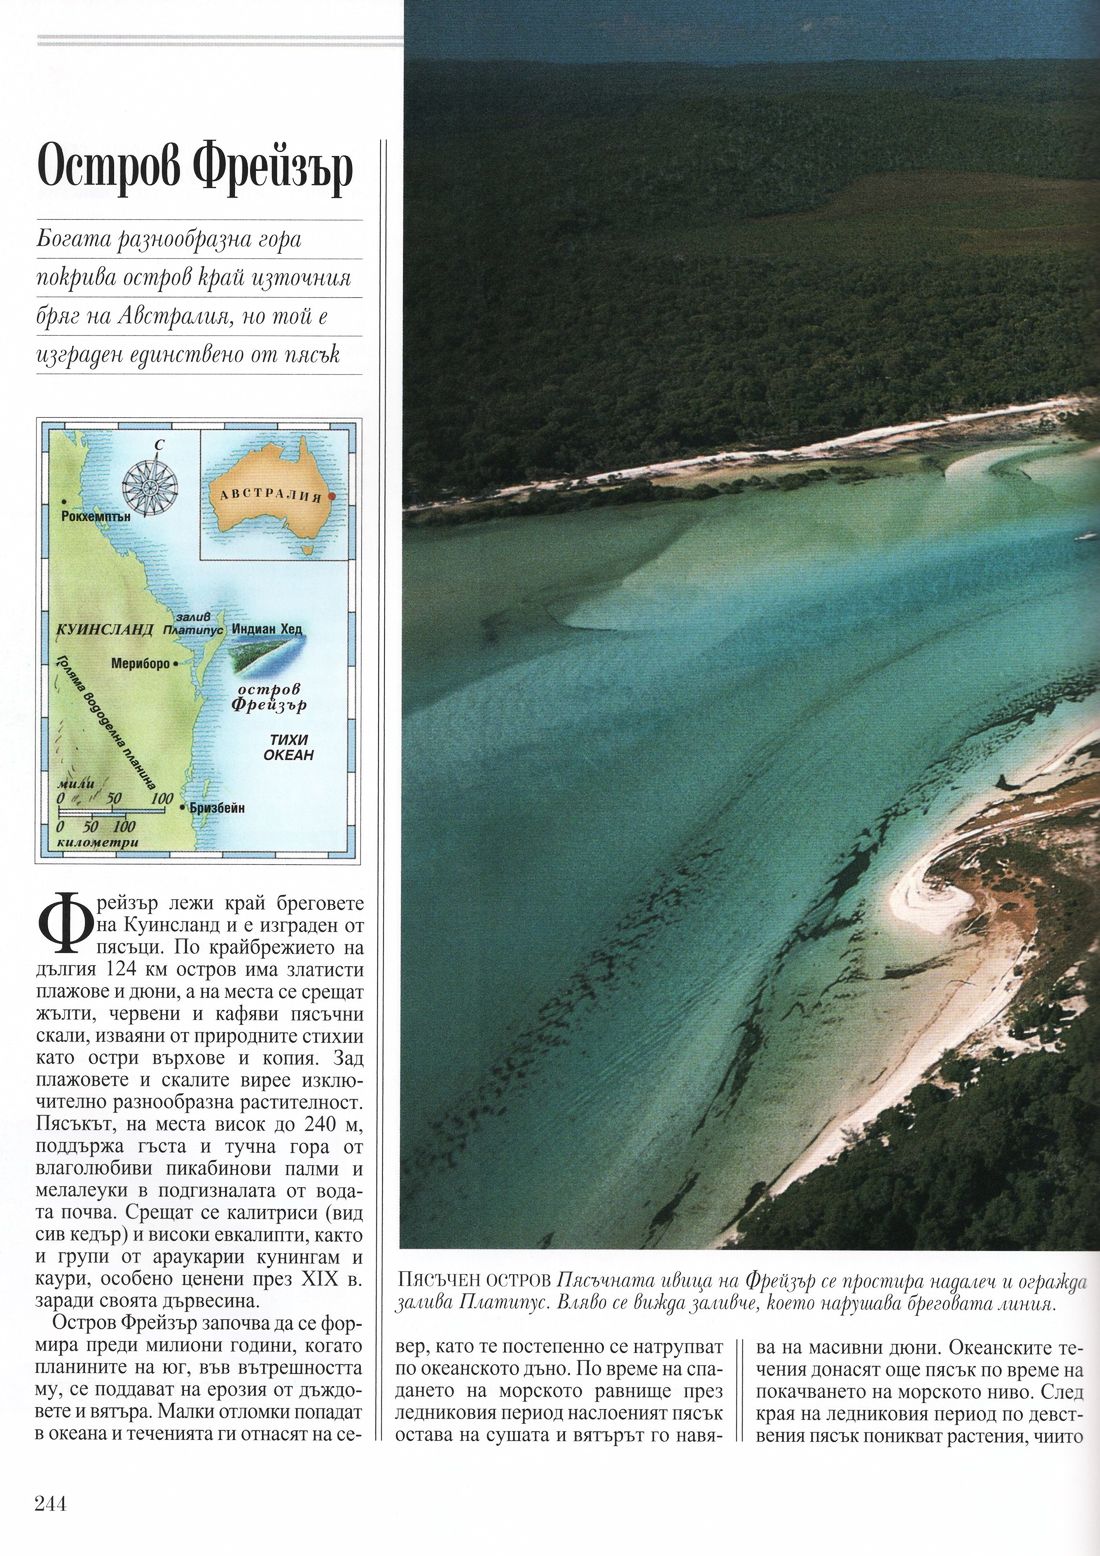 Остров Фрейзър
Богата разнообразна гора
покрива остров край източния
бряг на Австралия, но той е
изграден единствено от пясък
С
АВСТРАЛИЯ
Рокхемптън
КУИНСЛАНД
залив
Платипус
Индиан Хед
Мериборо
остров
Фрейзър
Голяма вододелна планина
ТИХИ
ОКЕАН
мили
0 50 100
Бризбейн
0 50 100
километри
Фрейзър лежи край бреговете
на Куинсланд и е изграден от
пясъци. По крайбрежието на
дългия 124 км остров има златисти
плажове и дюни, а на места се срещат
жълти, червени и кафяви пясъчни
скали, изваяни от природните стихии
като остри върхове и копия. Зад
плажовете и скалите вирее изклю-
чително разнообразна растителност.
Пясъкът, на места висок до 240 м,
поддържа гъста и тучна гора от
влаголюбиви пикабинови палми и
мелалеуки в подгизналата от вода-
та почва. Срещат се калитриси (вид
сив кедър) и високи евкалипти, както
и групи от араукарии кунингам и
каури, особено ценени през XIX в.
заради своята дървесина.
Остров Фрейзър започва да се фор-
мира преди милиони години, когато
планините на юг, във вътрешността
му, се поддават на ерозия от дъждо-
вете и вятъра. Малки отломки попадат
в океана и теченията ги отнасят на се-
ПЯСЪЧЕН ОСТРОВ Пясъчната ивица на Фрейзър се простира надалеч и огражда
залива Платипус. Вляво се вижда заливче, което нарушава бреговата линия.
вер, като те постепенно се натрупват
по океанското дъно. По време на спа-
дането на морското равнище през
ледниковия период наслоеният пясък
остава на сушата и вятърът го навя-
ва на масивни дюни. Океанските те-
чения донасят още пясък по време на
покачването на морското ниво. След
края на ледниковия период по девст-
вения пясък поникват растения, чиито
244